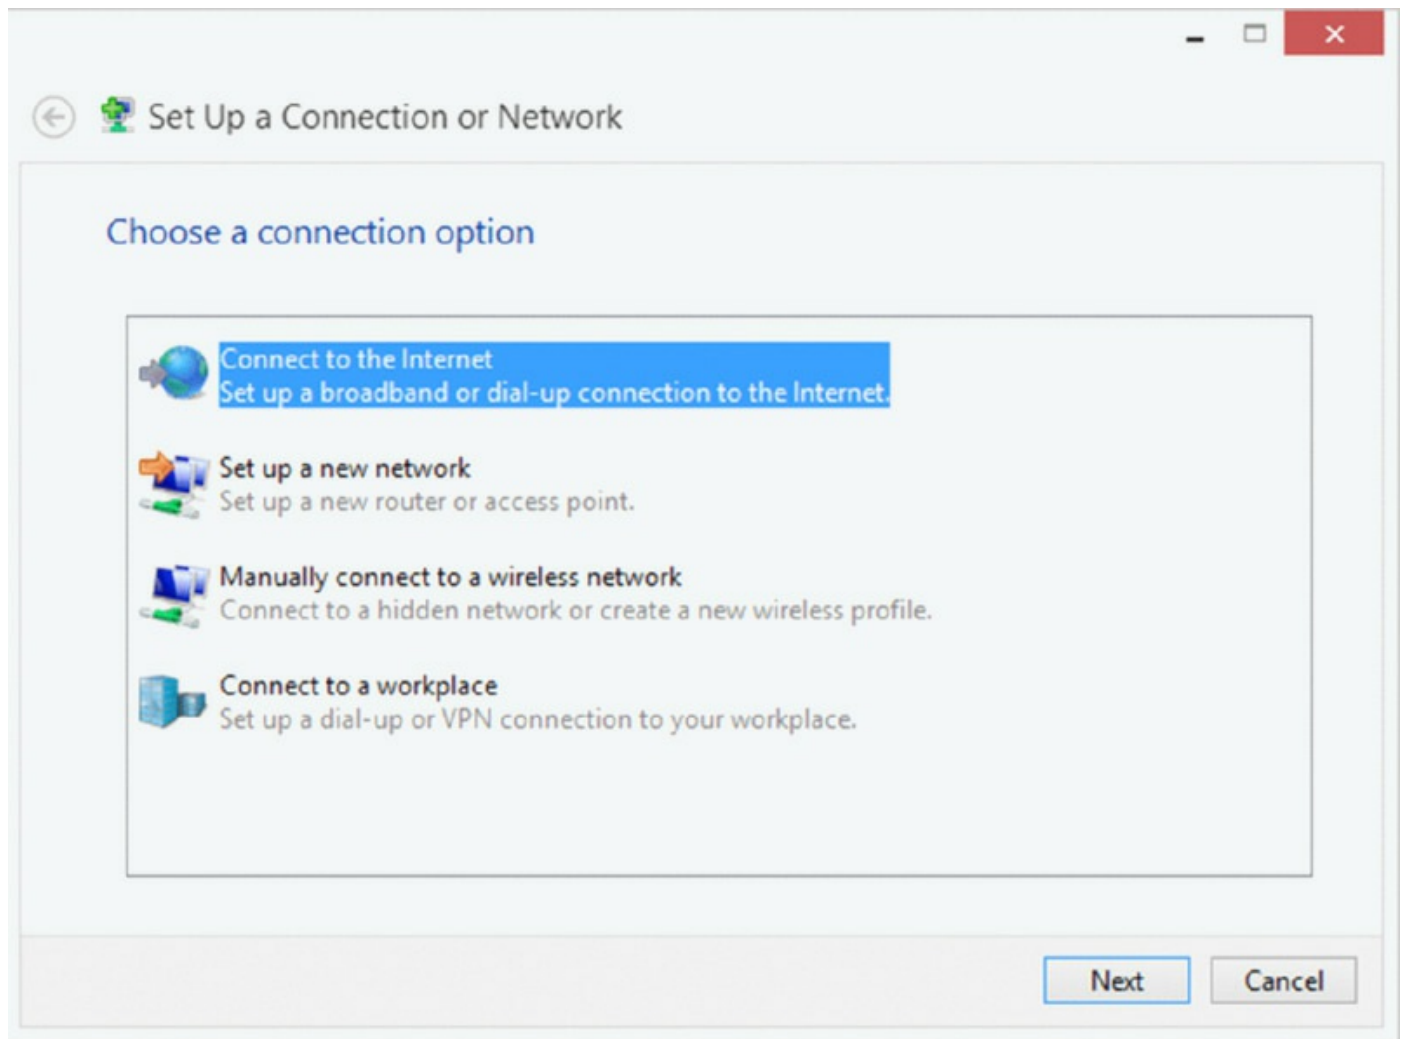 Set Up a Connection or Network
Choose a connection option
Connect to the Internet
Set up a broadband or dial-up connection to the Internet.
Set up a new network
Set up a new router or access point.
Manually connect to a wireless network
Connect to a hidden network or create a new wireless profile.
Connect to a workplace
Set up a dial-up or VPN connection to your workplace.
Next
Cancel